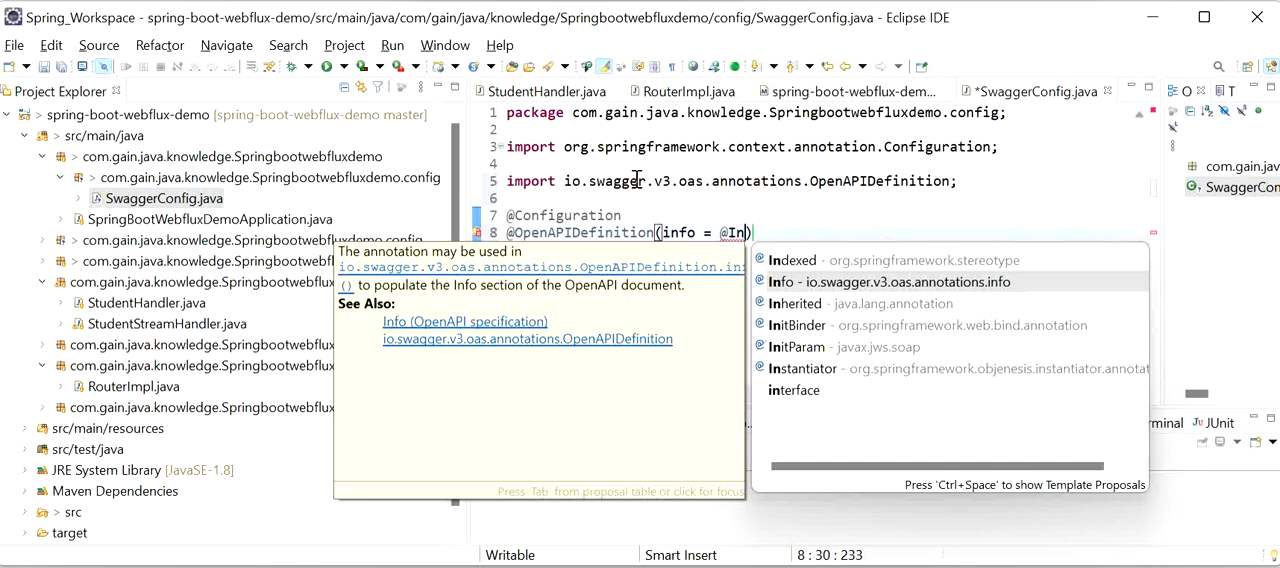 Spring_Workspace - spring-boot-webflux-demo/src/main/java/com/gain/java/knowledge/Springbootwebfluxdemo/config/SwaggerConfig.java - Eclipse IDE
File Edit Source Refactor Navigate Search Project Run Window Help
Project Explorer
spring-boot-webflux-demo [spring-boot-webflux-demo master]
src/main/java
> com.gain.java.knowledge.Springbootwebfluxdemo
> com.gain.java.knowledge.Springbootwebfluxdemo.config
SwaggerConfig.java
SpringBootWebfluxDemoApplication.java
> com.gain.java.knowledge.Springbootwebfluxdemo.config
com.gain.java.knowledge.Springbootwebflux
com.gain.java.knowledge.Springbootwebflux
StudentHandler.java
StudentStreamHandler.java
com.gain.java.knowledge.Springbootwebflux
com.gain.java.knowledge.Springbootwebflux
RouterImpl.java
com.gain.java.knowledge.Springbootwebflux
src/main/resources
src/test/java
JRE System Library [JavaSE-1.8]
Maven Dependencies
> src
target
StudentHandler.java RouterImpl.java spring-boot-webflux-dem... *SwaggerConfig.java
1 package com.gain.java.knowledge.Springbootwebfluxdemo.config;
2
3 import org.springframework.context.annotation.Configuration;
4
5 import io.swagger.v3.oas.annotations.OpenAPIDefinition;
6
7 @Configuration
8 @OpenAPIDefinition(info = @In)
The annotation may be used in
io.swagger.v3.oas.annotations.OpenAPIDefinition.inf
() to populate the Info section of the OpenAPI document.
See Also:
Info (OpenAPI specification)
io.swagger.v3.oas.annotations.OpenAPIDefinition
Press 'Tab' from proposal table or click for focus
Indexed - org.springframework.stereotype
Info - io.swagger.v3.oas.annotations.info
Inherited - java.lang.annotation
InitBinder - org.springframework.web.bind.annotation
InitParam - javax.jws.soap
Instantiator - org.springframework.objenesis.instantiator.annotat
interface
Press 'Ctrl+Space' to show Template Proposals
O T
com.gain.jav
SwaggerCon
minal JUnit
Writable Smart Insert 8 : 30 : 233